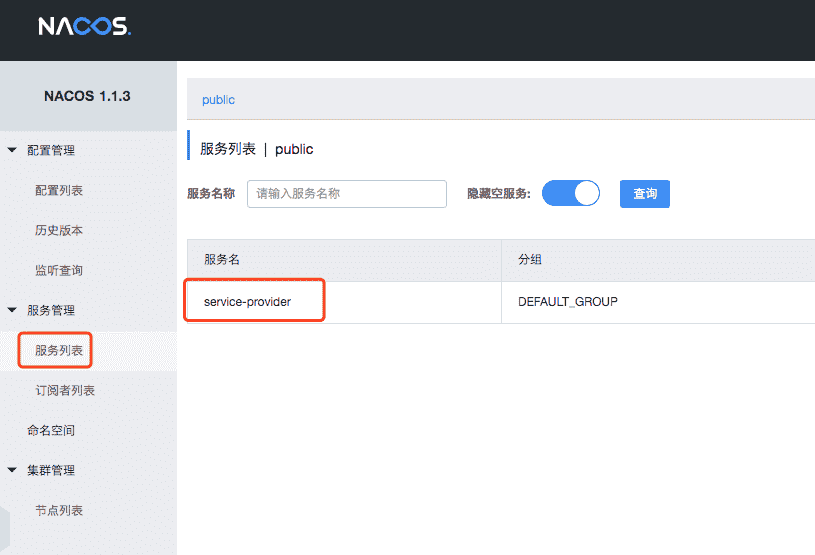 NACOS.
NACOS 1.1.3
配置管理
配置列表
历史版本
监听查询
服务管理
服务列表
订阅者列表
命名空间
集群管理
节点列表
public
服务列表 | public
服务名称 请输入服务名称 隐藏空服务: 查询
服务名 分组
service-provider DEFAULT_GROUP